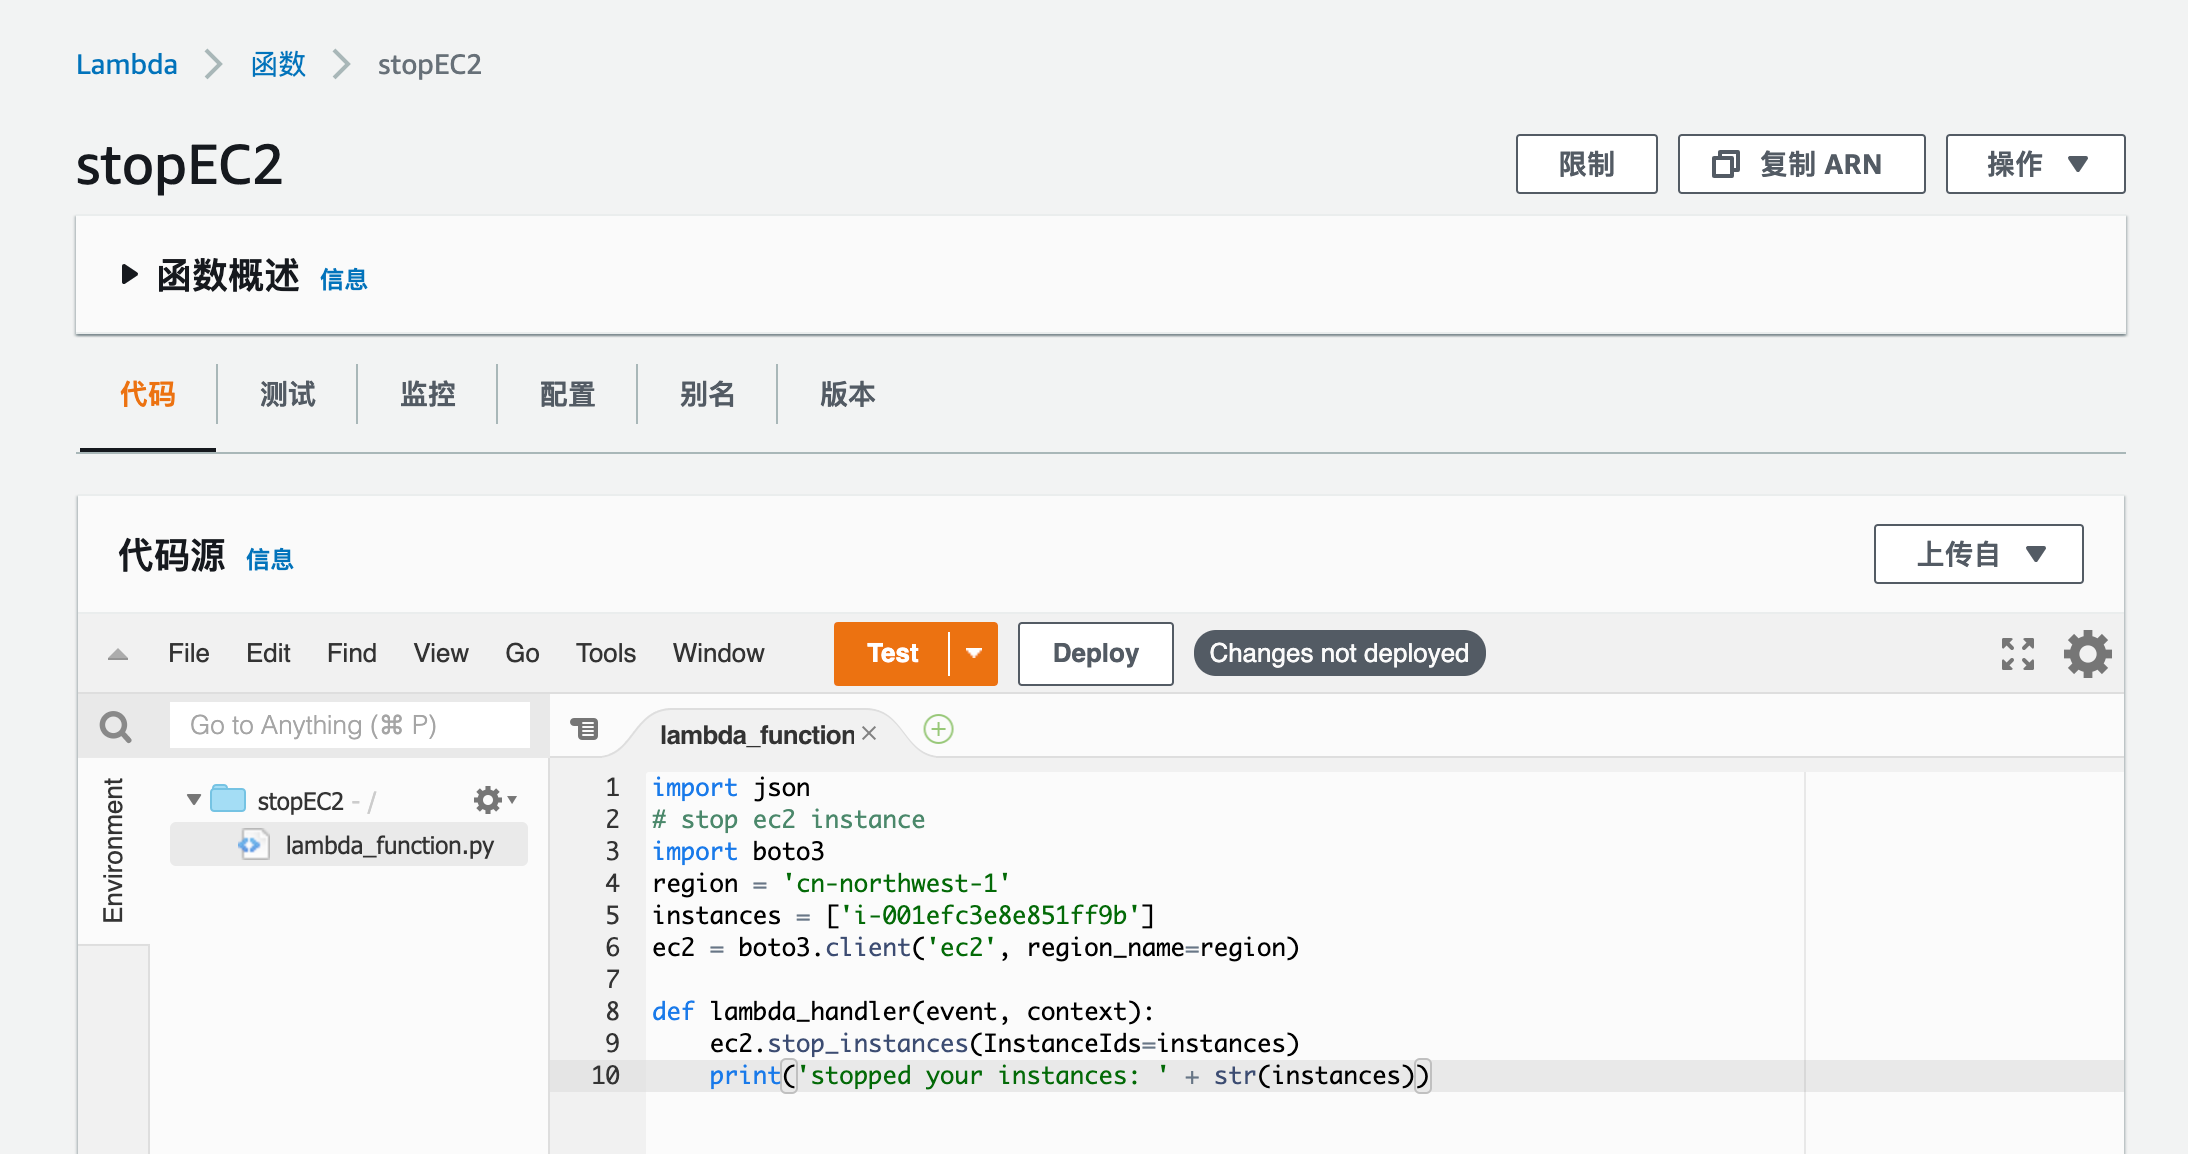 Lambda > 函数 > stopEC2
stopEC2
限制 复制 ARN 操作 ▼
▶ 函数概述 信息
代码 测试 监控 配置 别名 版本
代码源 信息 上传自 ▼
File Edit Find View Go Tools Window Test Deploy Changes not deployed
Go to Anything (⌘ P)
lambda_function ×
Environment
stopEC2 - /
lambda_function.py
1 import json
2 # stop ec2 instance
3 import boto3
4 region = 'cn-northwest-1'
5 instances = ['i-001efc3e8e851ff9b']
6 ec2 = boto3.client('ec2', region_name=region)
7
8 def lambda_handler(event, context):
9     ec2.stop_instances(InstanceIds=instances)
10     print('stopped your instances: ' + str(instances))